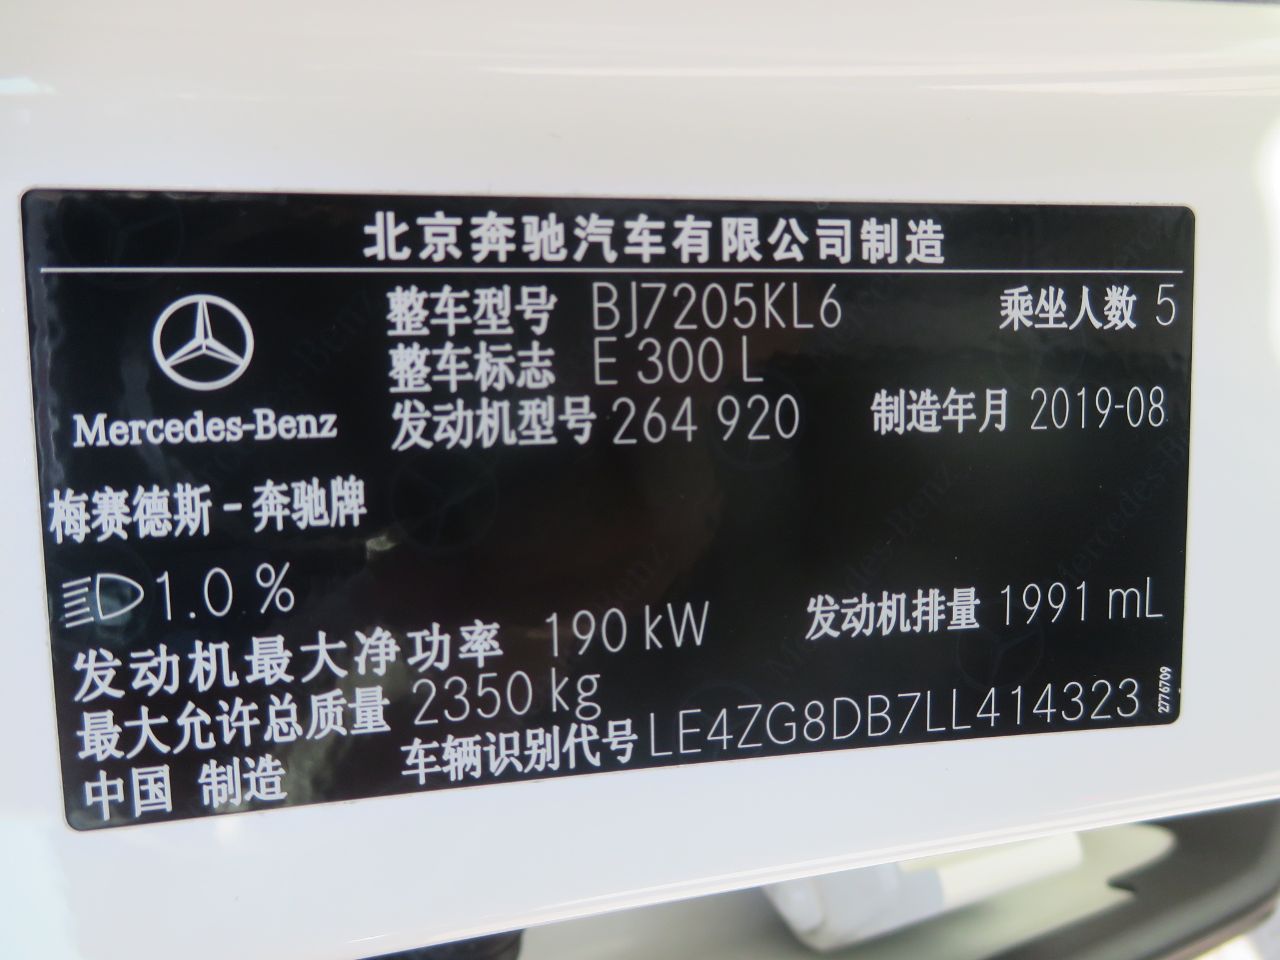 北京奔驰汽车有限公司制造
整车型号 BJ7205KL6 乘坐人数 5
整车标志 E 300 L
Mercedes-Benz
发动机型号 264 920 制造年月 2019-08
梅赛德斯-奔驰牌
1.0 %
发动机最大净功率 190 kW 发动机排量 1991 mL
最大允许总质量 2350 kg
中国 制造 车辆识别代号 LE4ZG8DB7LL414323
2776709